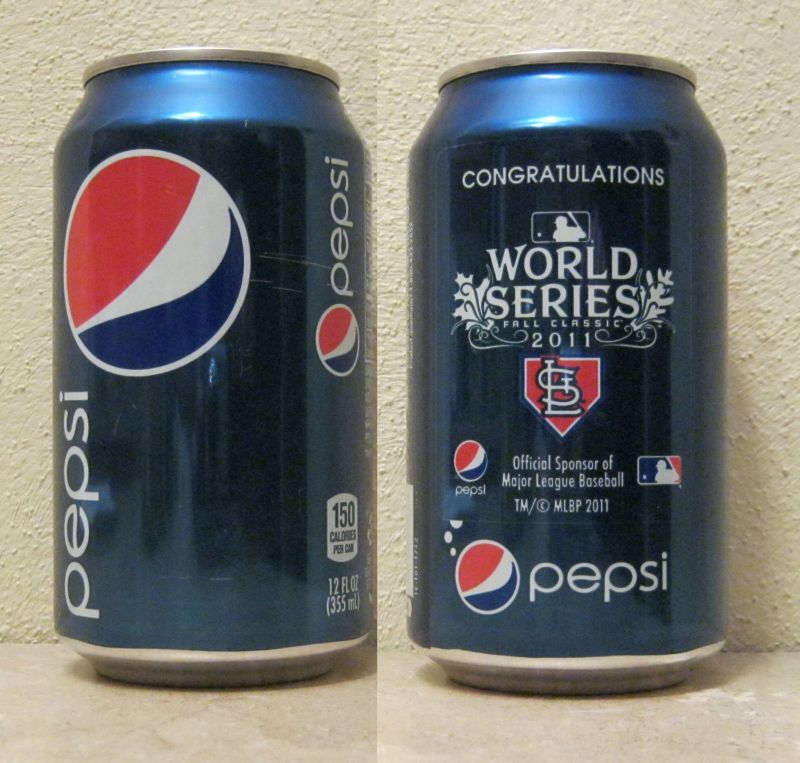 pepsi
pepsi
150
CALORIES
PER CAN
12 FL OZ
(355 mL)
CONGRATULATIONS
WORLD
SERIES
FALL CLASSIC
2011
STL
pepsi
Official Sponsor of
Major League Baseball
TM/© MLBP 2011
pepsi